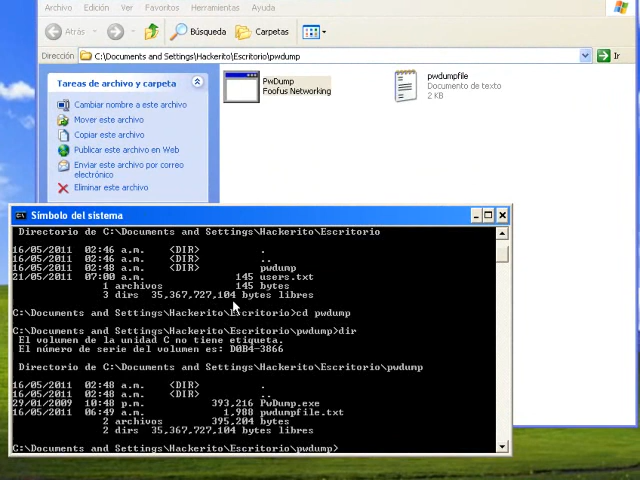 Archivo Edición Ver Favoritos Herramientas Ayuda
Atrás Búsqueda Carpetas
Dirección C:\Documents and Settings\Hackerito\Escritorio\pwdump Ir
Tareas de archivo y carpeta
Cambiar nombre a este archivo
Mover este archivo
Copiar este archivo
Publicar este archivo en Web
Enviar este archivo por correo
electrónico
Eliminar este archivo
PwDump
Foofus Networking
pwdumpfile
Documento de texto
2 KB
Símbolo del sistema
Directorio de C:\Documents and Settings\Hackerito\Escritorio
16/05/2011 02:46 a.m. <DIR> .
16/05/2011 02:46 a.m. <DIR> ..
16/05/2011 02:48 a.m. <DIR> pwdump
21/05/2011 07:00 a.m. 145 users.txt
1 archivos 145 bytes
3 dirs 35,367,727,104 bytes libres
C:\Documents and Settings\Hackerito\Escritorio>cd pwdump
C:\Documents and Settings\Hackerito\Escritorio\pwdump>dir
El volumen de la unidad C no tiene etiqueta.
El número de serie del volumen es: D0B4-3866
Directorio de C:\Documents and Settings\Hackerito\Escritorio\pwdump
16/05/2011 02:48 a.m. <DIR> .
16/05/2011 02:48 a.m. <DIR> ..
29/01/2009 10:48 p.m. 393,216 PwDump.exe
16/05/2011 06:49 a.m. 1,988 pwdumpfile.txt
2 archivos 395,204 bytes
2 dirs 35,367,727,104 bytes libres
C:\Documents and Settings\Hackerito\Escritorio\pwdump>